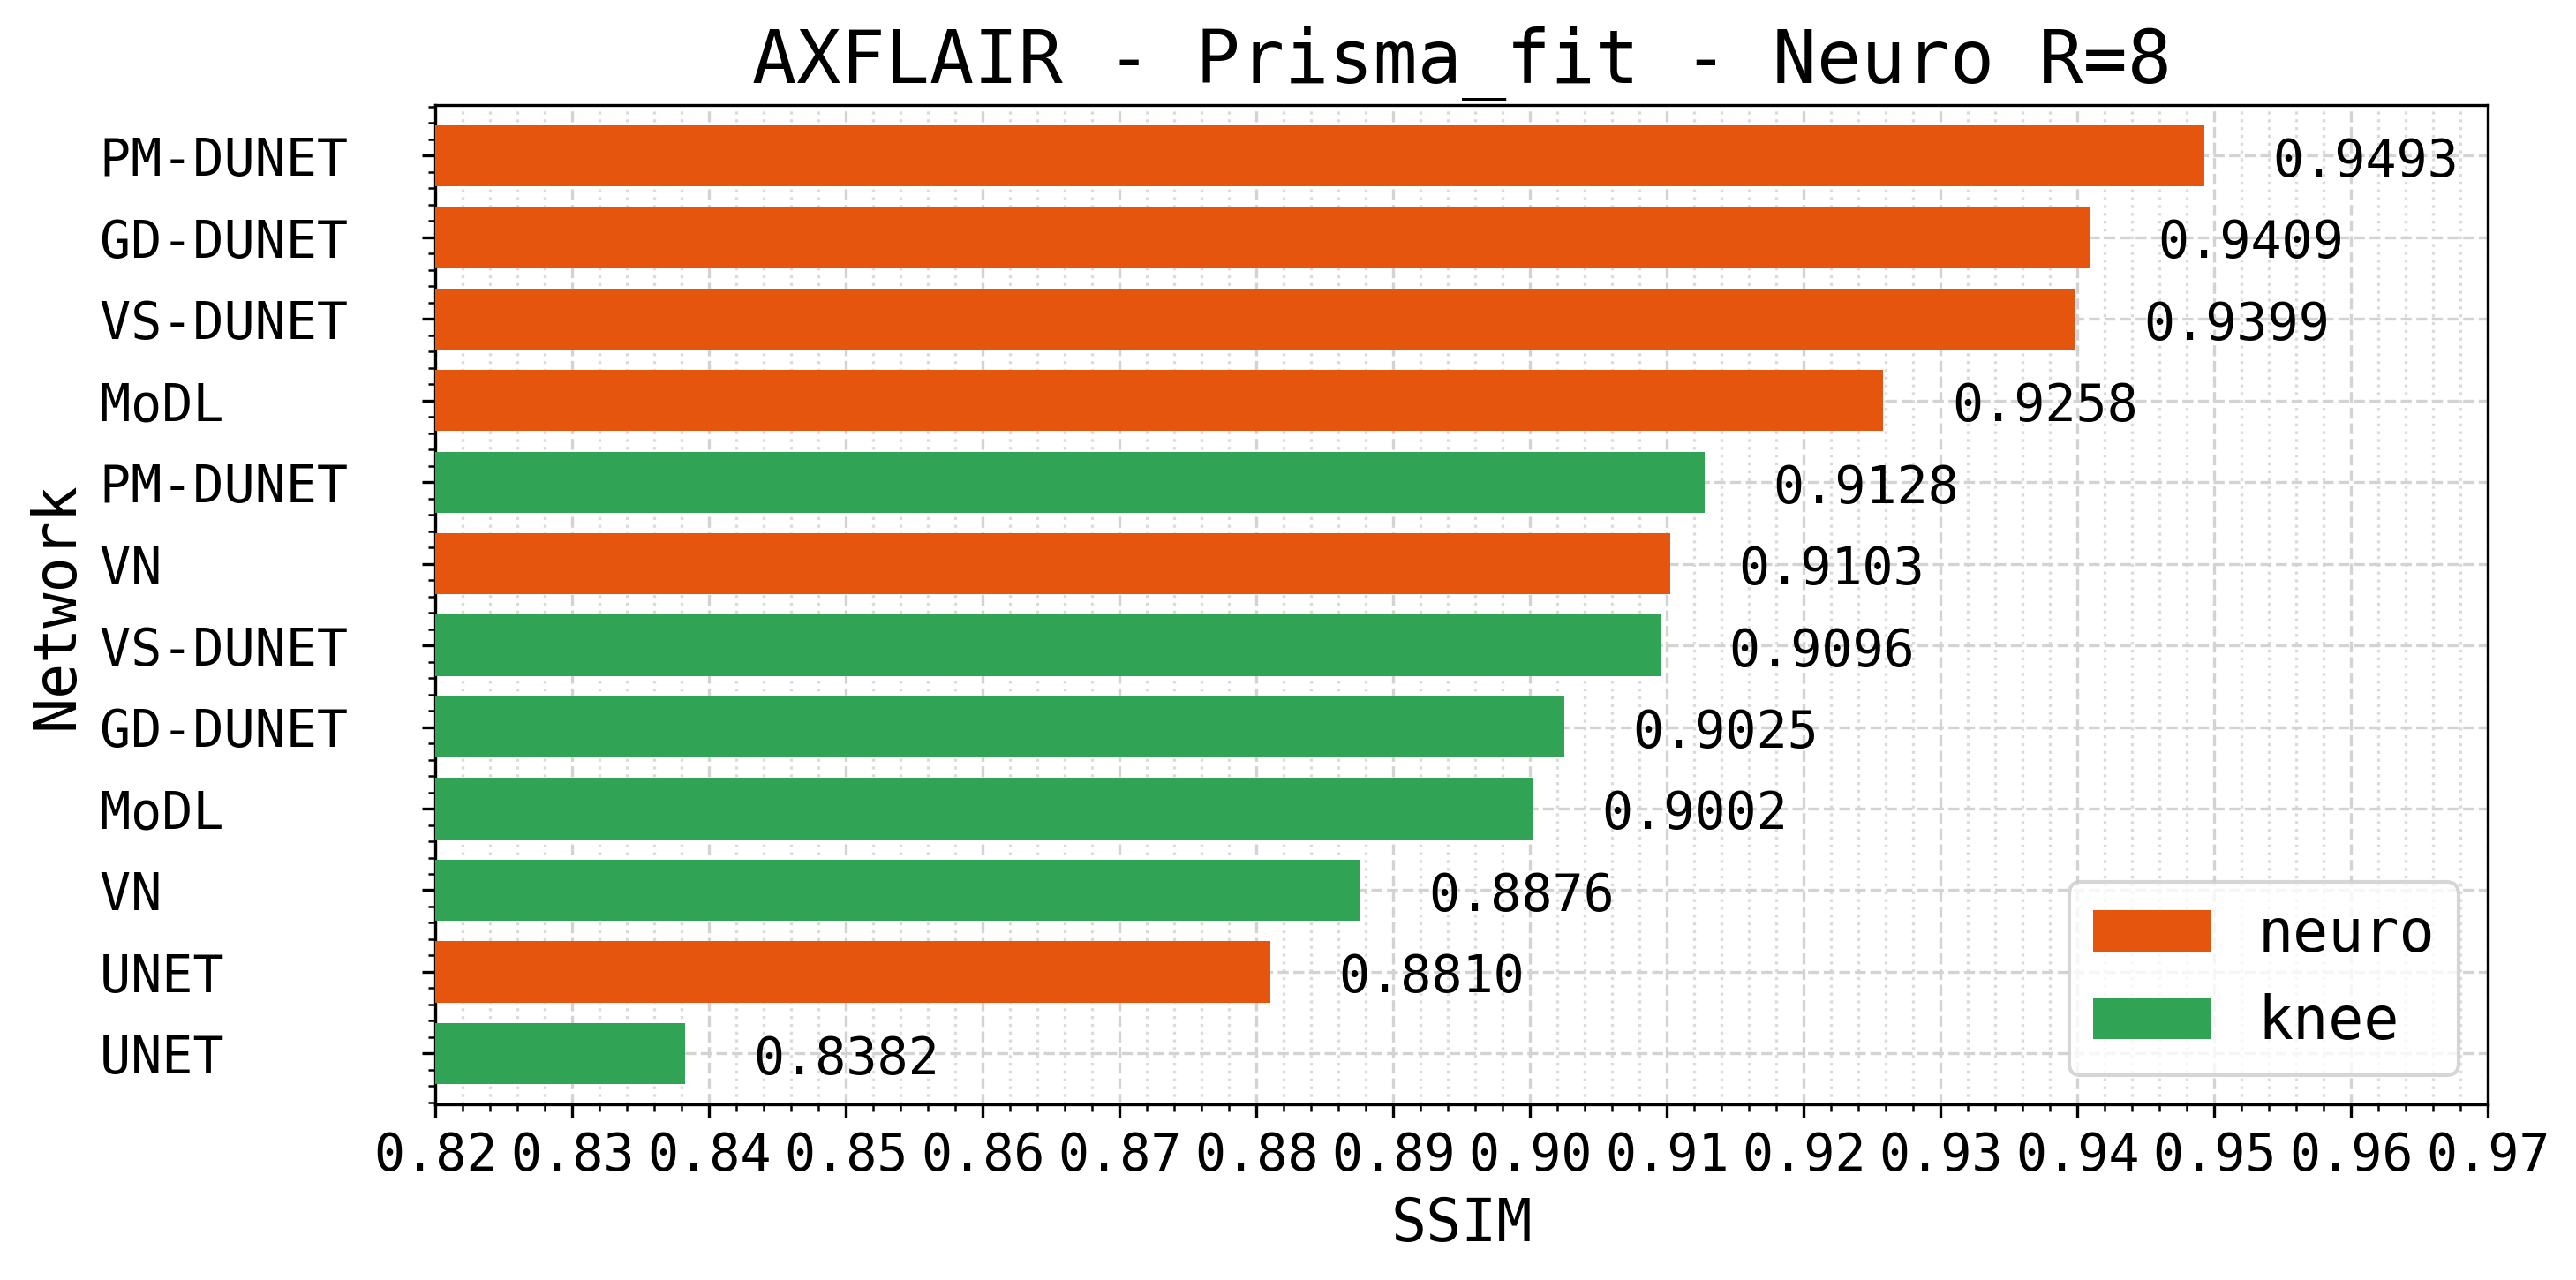 AXFLAIR - Prisma_fit - Neuro R=8
Network
PM-DUNET 0.9493
GD-DUNET 0.9409
VS-DUNET 0.9399
MoDL 0.9258
PM-DUNET 0.9128
VN 0.9103
VS-DUNET 0.9096
GD-DUNET 0.9025
MoDL 0.9002
VN 0.8876
UNET 0.8810
UNET 0.8382
neuro
knee
0.82 0.83 0.84 0.85 0.86 0.87 0.88 0.89 0.90 0.91 0.92 0.93 0.94 0.95 0.96 0.97
SSIM